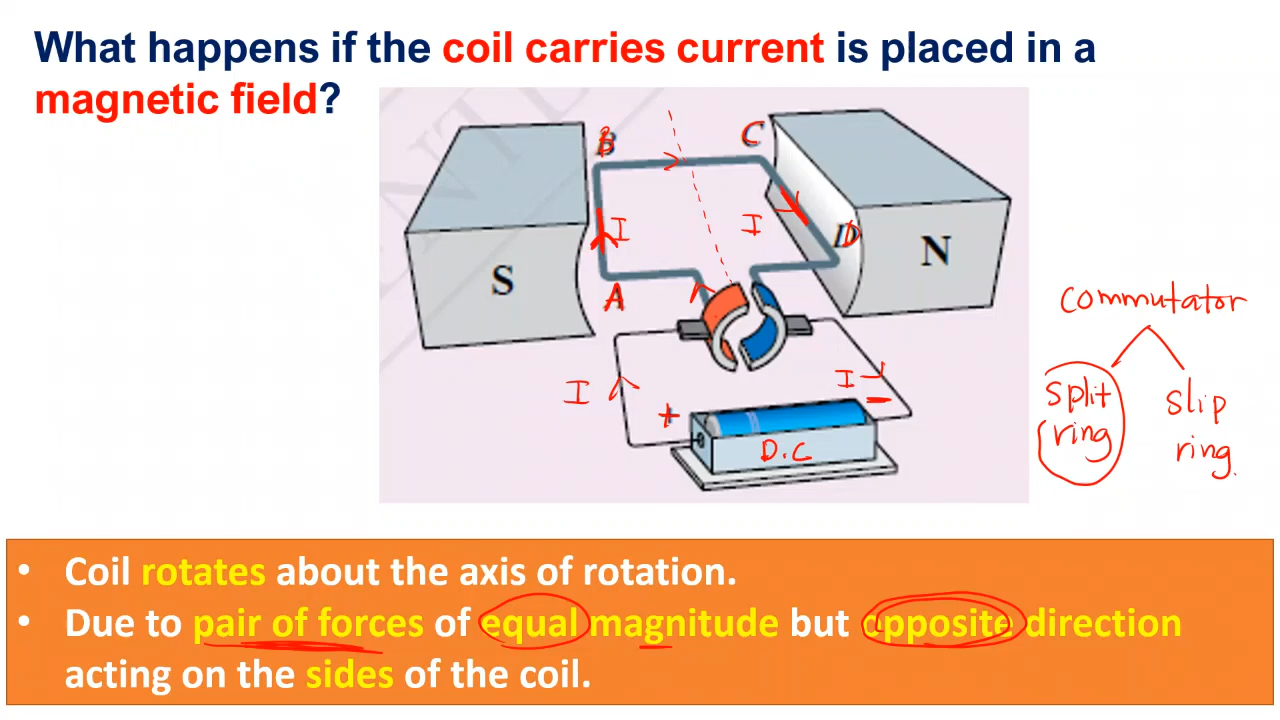 What happens if the coil carries current is placed in a
magnetic field?
B
C
I
I
D
S
N
A
commutator
I
I
split
ring
slip
ring.
+
-
D.C
• Coil rotates about the axis of rotation.
• Due to pair of forces of equal magnitude but opposite direction
acting on the sides of the coil.